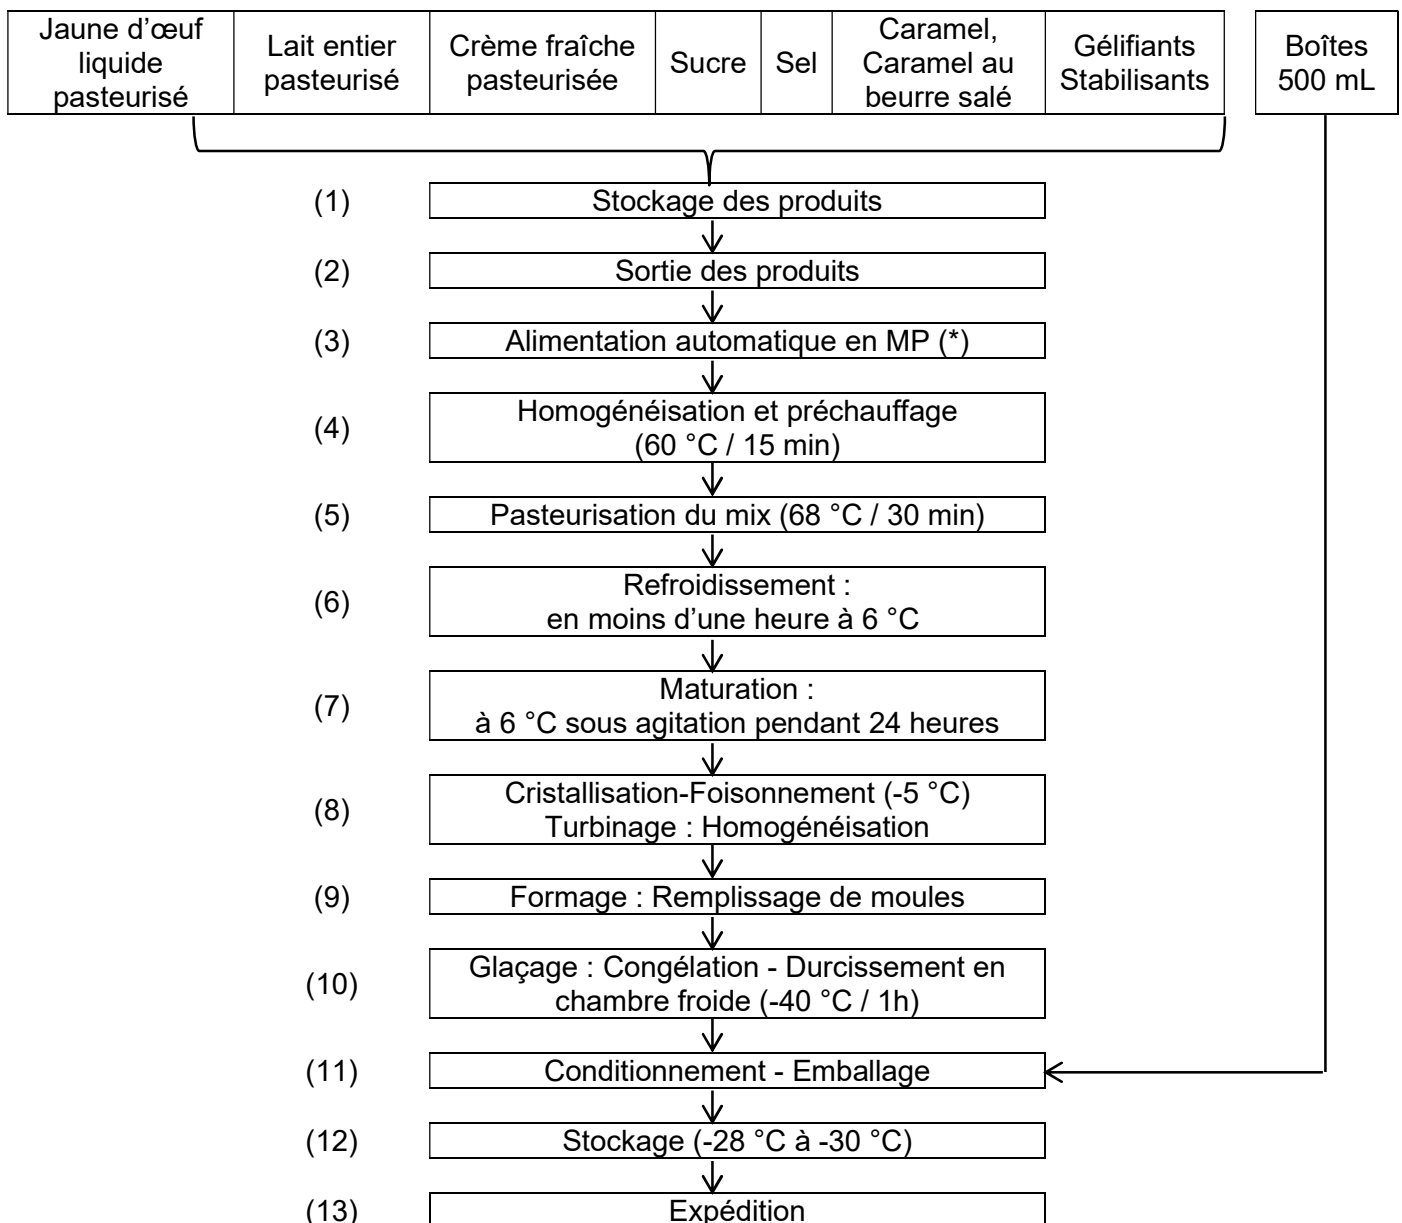 Jaune d’œuf
liquide
pasteurisé
Lait entier
pasteurisé
Crème fraîche
pasteurisée
Sucre
Sel
Caramel,
Caramel au
beurre salé
Gélifiants
Stabilisants
Boîtes
500 mL
(1)
Stockage des produits
(2)
Sortie des produits
(3)
Alimentation automatique en MP (*)
(4)
Homogénéisation et préchauffage
(60 °C / 15 min)
(5)
Pasteurisation du mix (68 °C / 30 min)
(6)
Refroidissement :
en moins d’une heure à 6 °C
(7)
Maturation :
à 6 °C sous agitation pendant 24 heures
(8)
Cristallisation-Foisonnement (-5 °C)
Turbinage : Homogénéisation
(9)
Formage : Remplissage de moules
(10)
Glaçage : Congélation - Durcissement en
chambre froide (-40 °C / 1h)
(11)
Conditionnement - Emballage
(12)
Stockage (-28 °C à -30 °C)
(13)
Expédition